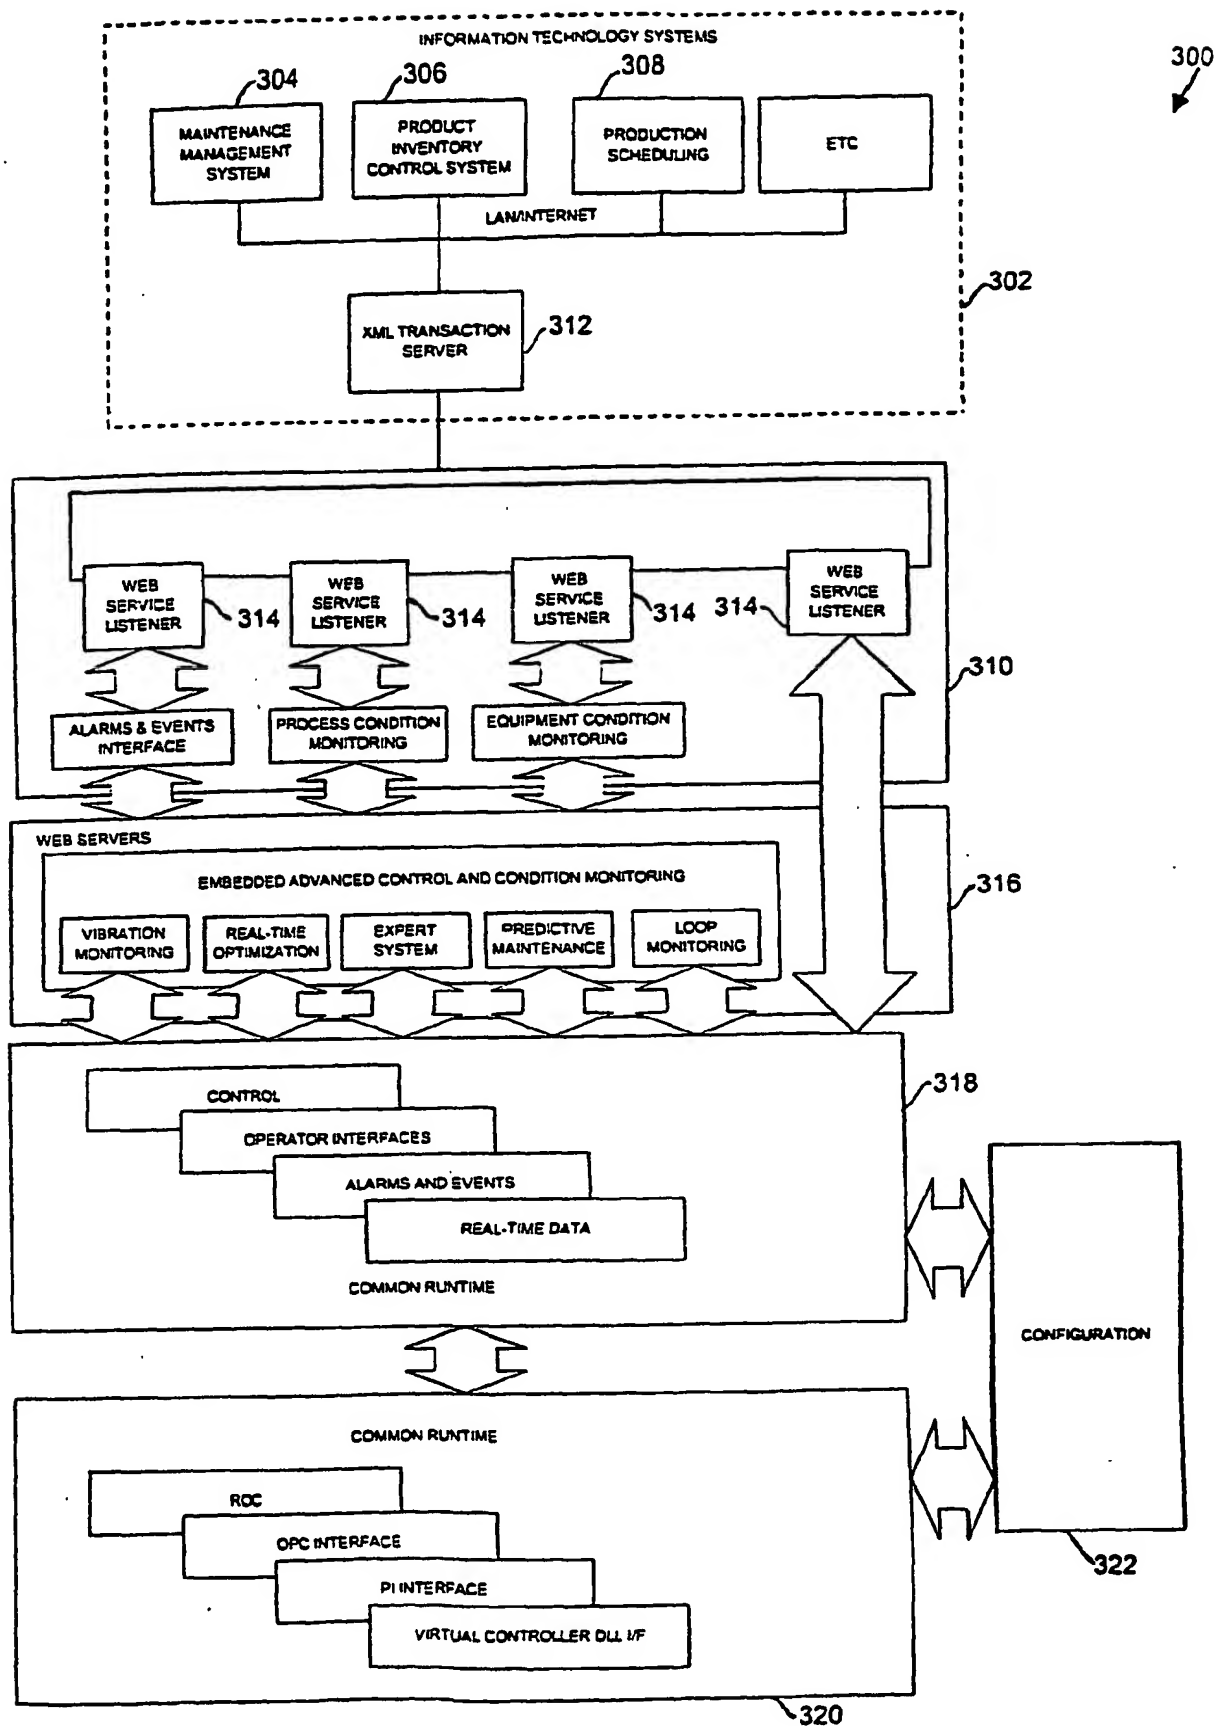 INFORMATION TECHNOLOGY SYSTEMS
300
304
306
308
MAINTENANCE
MANAGEMENT
SYSTEM
PRODUCT
INVENTORY
CONTROL SYSTEM
PRODUCTION
SCHEDULING
ETC
LAN/INTERNET
302
XML TRANSACTION
SERVER
312
WEB
SERVICE
LISTENER
314
WEB
SERVICE
LISTENER
314
WEB
SERVICE
LISTENER
314
314
WEB
SERVICE
LISTENER
310
ALARMS & EVENTS
INTERFACE
PROCESS CONDITION
MONITORING
EQUIPMENT CONDITION
MONITORING
WEB SERVERS
EMBEDDED ADVANCED CONTROL AND CONDITION MONITORING
316
VIBRATION
MONITORING
REAL-TIME
OPTIMIZATION
EXPERT
SYSTEM
PREDICTIVE
MAINTENANCE
LOOP
MONITORING
318
CONTROL
OPERATOR INTERFACES
ALARMS AND EVENTS
REAL-TIME DATA
COMMON RUNTIME
CONFIGURATION
322
COMMON RUNTIME
ROC
OPC INTERFACE
PI INTERFACE
VIRTUAL CONTROLLER DLL I/F
320